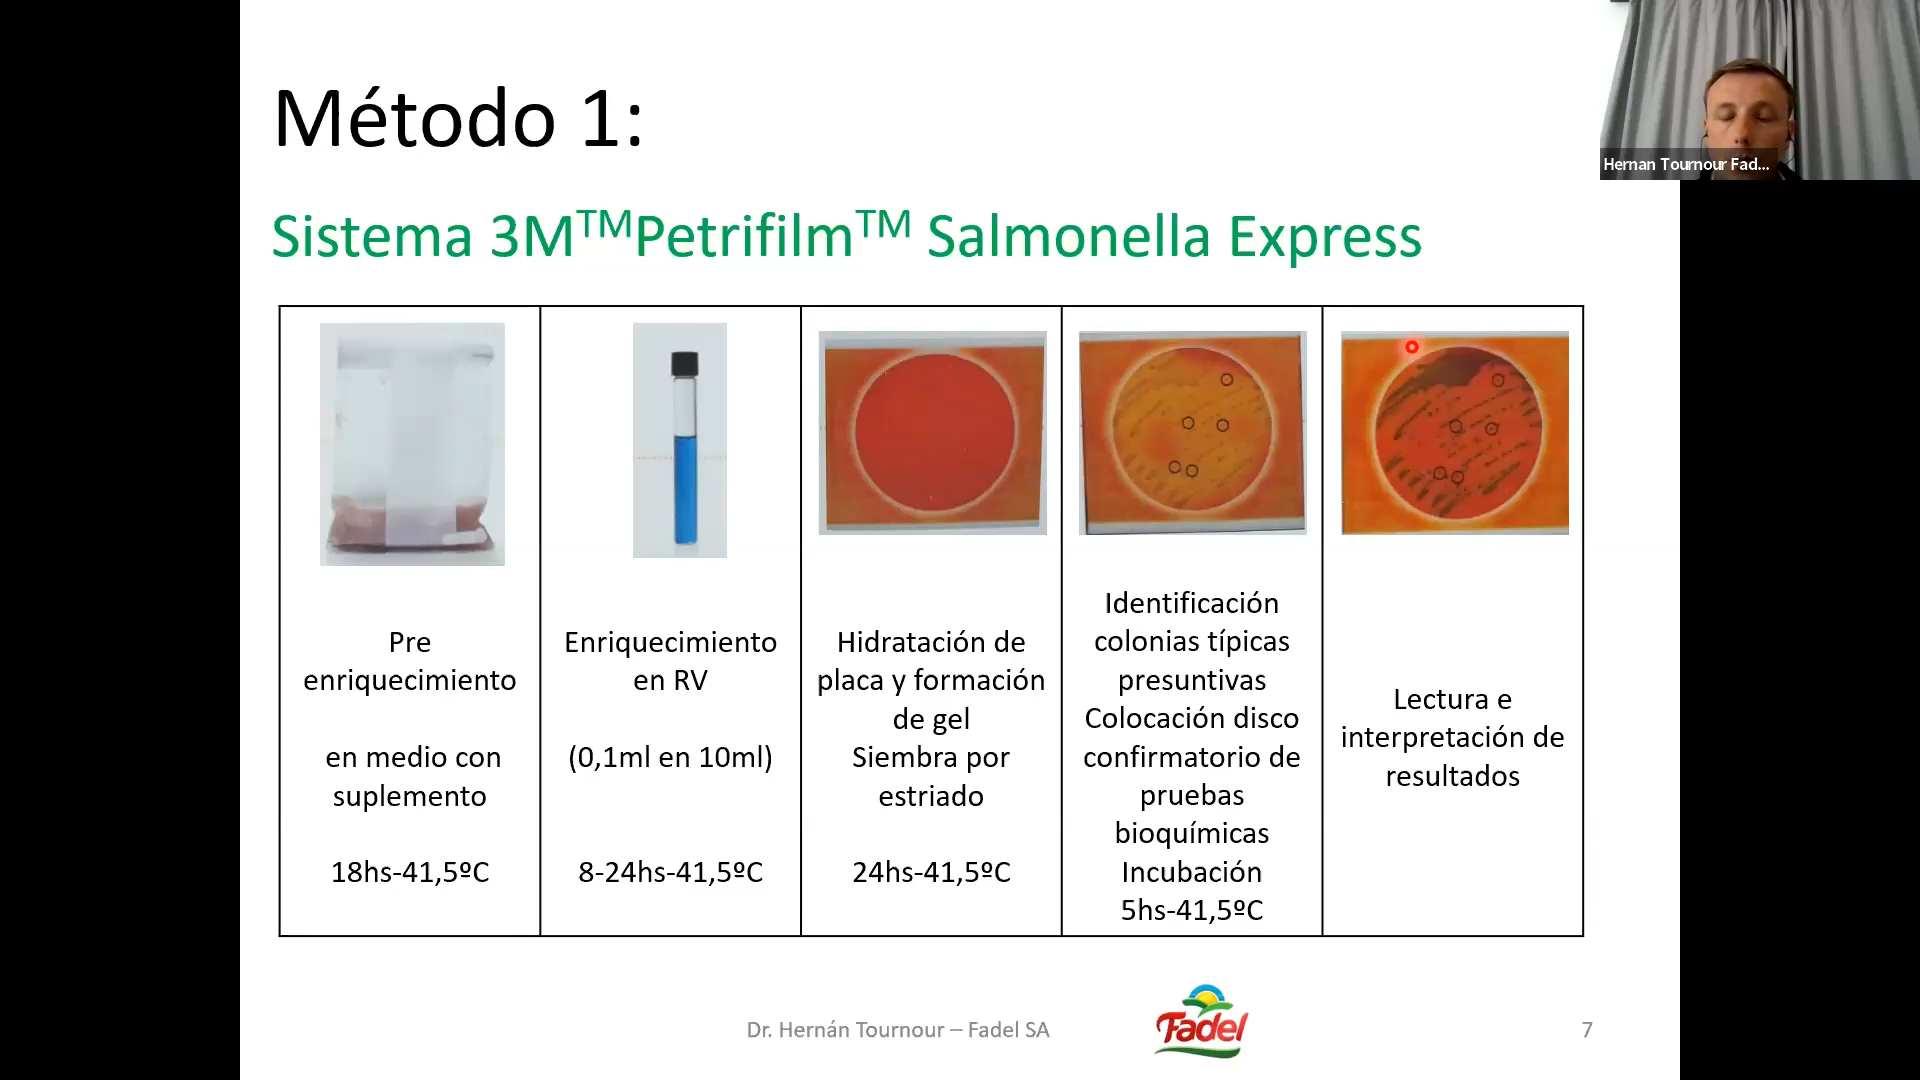 Método 1:
Hernan Tournour Fad...
Sistema 3M™Petrifilm™ Salmonella Express
Pre
enriquecimiento
en medio con
suplemento
18hs-41,5ºC
Enriquecimiento
en RV
(0,1ml en 10ml)
8-24hs-41,5ºC
Hidratación de
placa y formación
de gel
Siembra por
estriado
24hs-41,5ºC
Identificación
colonias típicas
presuntivas
Colocación disco
confirmatorio de
pruebas
bioquímicas
Incubación
5hs-41,5ºC
Lectura e
interpretación de
resultados
Dr. Hernán Tournour – Fadel SA
Fadel
7